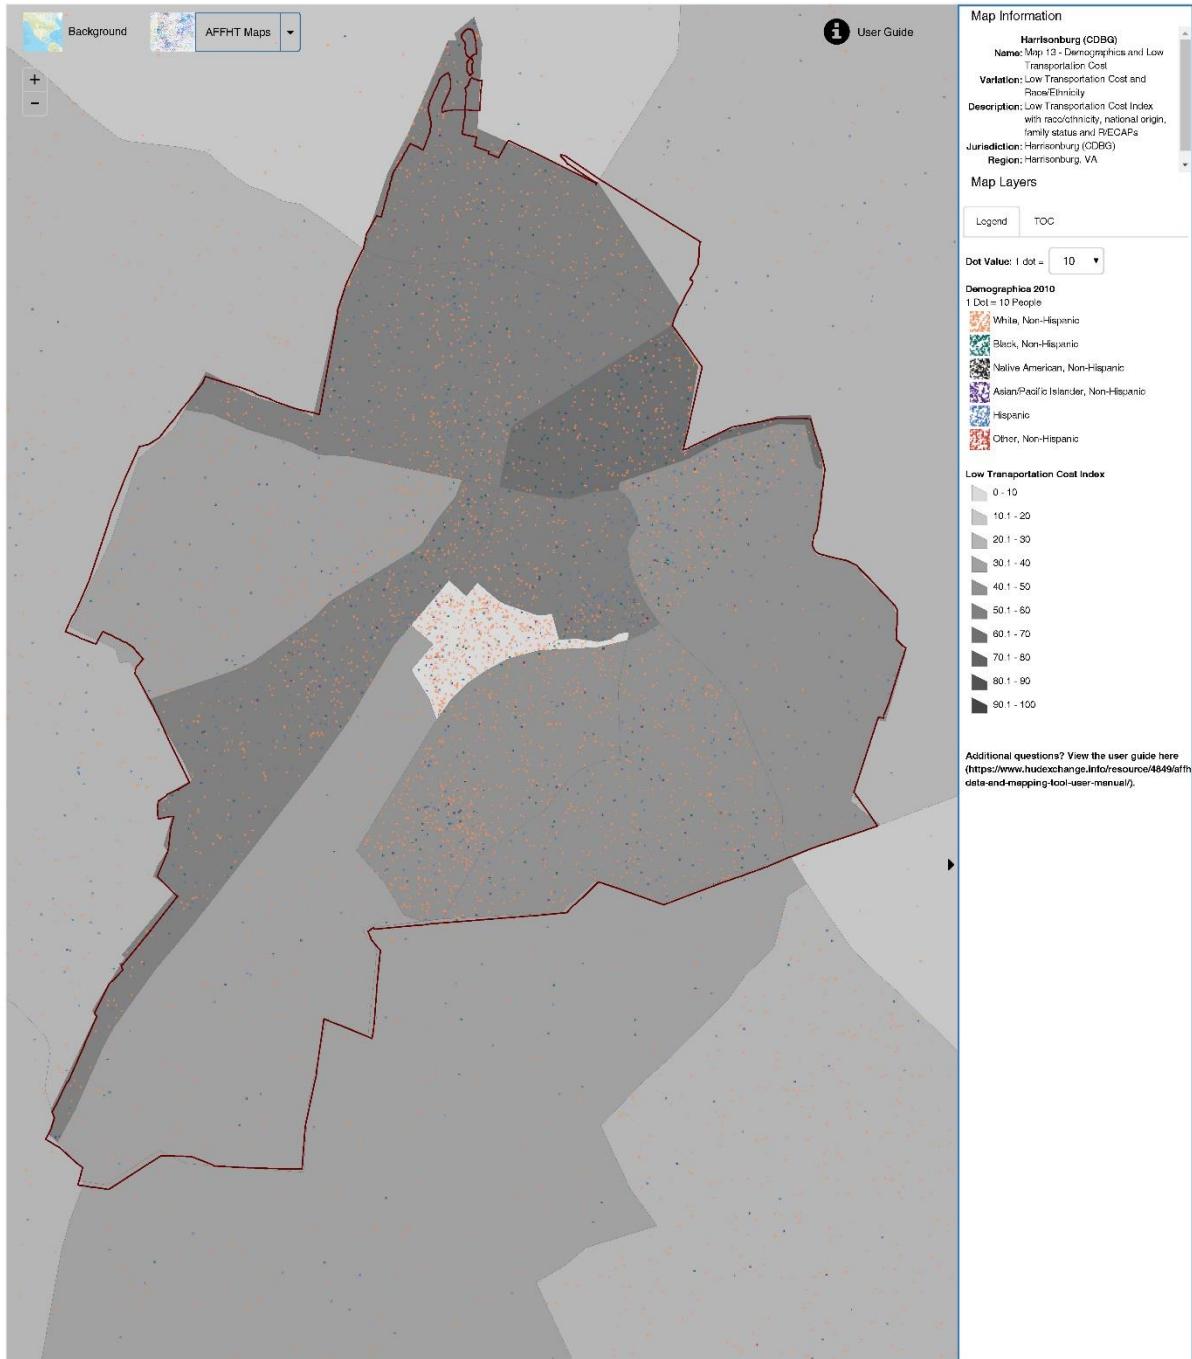 Background
AFFHT Maps
User Guide
+
−
Map Information
Harrisonburg (CDBG)
Name: Map 13 - Demographics and Low
Transportation Cost
Variation: Low Transportation Cost and
Race/Ethnicity
Description: Low Transportation Cost Index
with race/ethnicity, national origin,
family status and R/ECAPs
Jurisdiction: Harrisonburg (CDBG)
Region: Harrisonburg, VA
Map Layers
Legend TOC
Dot Value: 1 dot = 10
Demographics 2010
1 Dot = 10 People
White, Non-Hispanic
Black, Non-Hispanic
Native American, Non-Hispanic
Asian/Pacific Islander, Non-Hispanic
Hispanic
Other, Non-Hispanic
Low Transportation Cost Index
0 - 10
10.1 - 20
20.1 - 30
30.1 - 40
40.1 - 50
50.1 - 60
60.1 - 70
70.1 - 80
80.1 - 90
90.1 - 100
Additional questions? View the user guide here
(https://www.hudexchange.info/resource/4849/affh
data-and-mapping-tool-user-manual/).